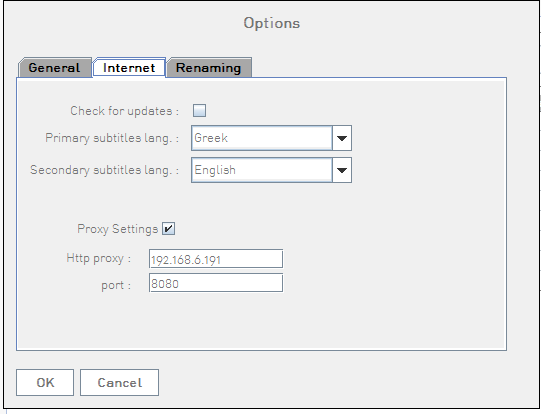 Options
General Internet Renaming
Check for updates :
Primary subtitles lang. : Greek
Secondary subtitles lang. : English
Proxy Settings
Http proxy : 192.168.6.191
port : 8080
OK Cancel